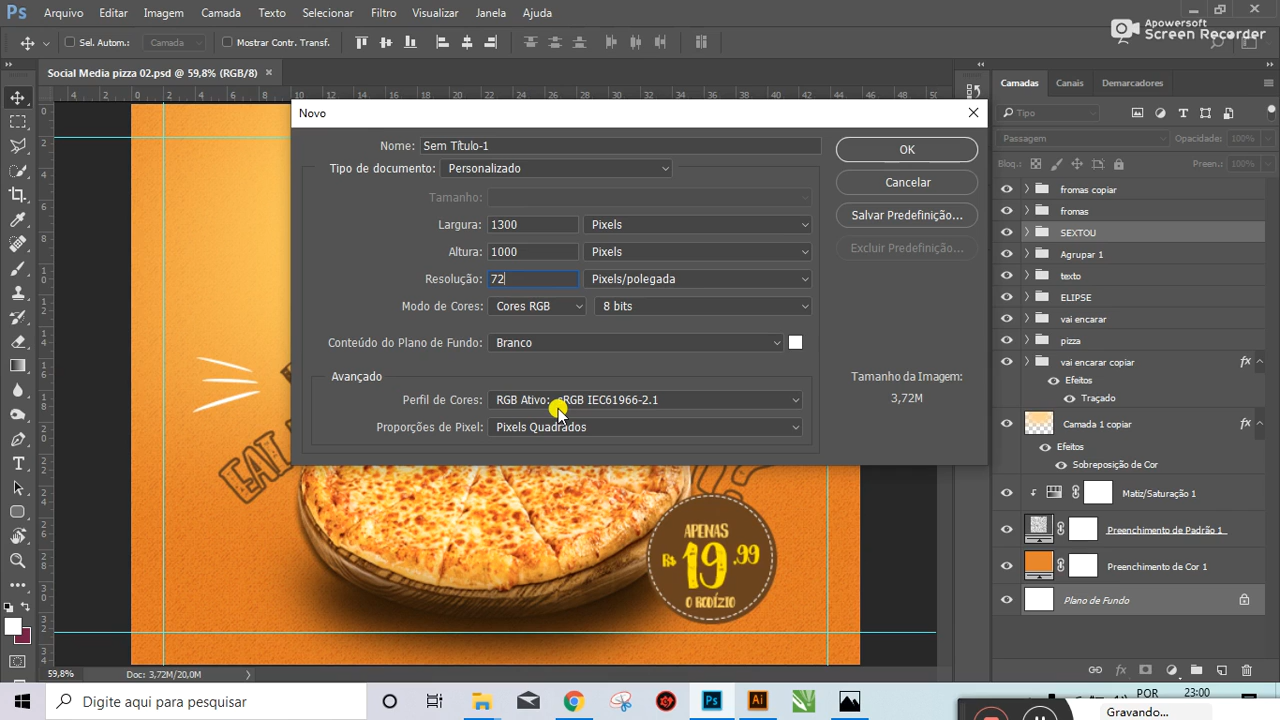 Ps Arquivo Editar Imagem Camada Texto Selecionar Filtro Visualizar Janela Ajuda
Apowersoft
Screen Recorder
Sel. Autom.: Camada Mostrar Contr. Transf.
Social Media pizza 02.psd @ 59,8% (RGB/8) ×
Camadas Canais Demarcadores
Novo
Tipo
Nome: Sem Título-1 OK
Passagem Opacidade: 100%
Tipo de documento: Personalizado
Bloq.: Preen.: 100%
Cancelar
Tamanho:
fromas copiar
Salvar Predefinição...
fromas
Largura: 1300 Pixels
SEXTOU
Altura: 1000 Pixels Excluir Predefinição...
Agrupar 1
Resolução: 72 Pixels/polegada
texto
ELIPSE
Modo de Cores: Cores RGB 8 bits
vai encarar
Conteúdo do Plano de Fundo: Branco
pizza
vai encarar copiar fx
Avançado Tamanho da Imagem:
Efeitos
Perfil de Cores: RGB Ativo: sRGB IEC61966-2.1 3,72M
Traçado
Proporções de Pixel: Pixels Quadrados
Camada 1 copiar fx
Efeitos
Sobreposição de Cor
Matiz/Saturação 1
Preenchimento de Padrão 1
APENAS
R$ 19,99
O RODÍZIO
Preenchimento de Cor 1
Plano de Fundo
59,8% Doc: 3,72M/20,0M
Digite aqui para pesquisar
Ps Ai
POR 23:00
Gravando...